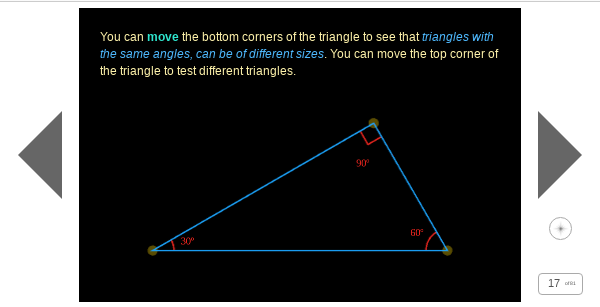 You can move the bottom corners of the triangle to see that triangles with
the same angles, can be of different sizes. You can move the top corner of
the triangle to test different triangles.
90°
60°
30°
17 of 81